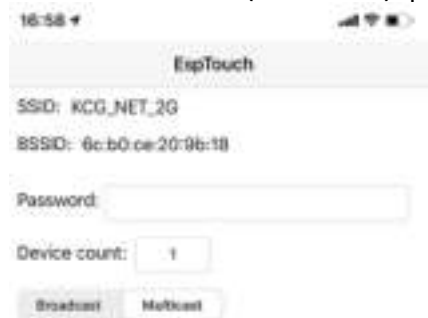 16:58
EspTouch
SSID: KCG_NET_2G
BSSID: 6c:b0:ce:20:9b:18
Password:
Device count: 1
Broadcast Multicast